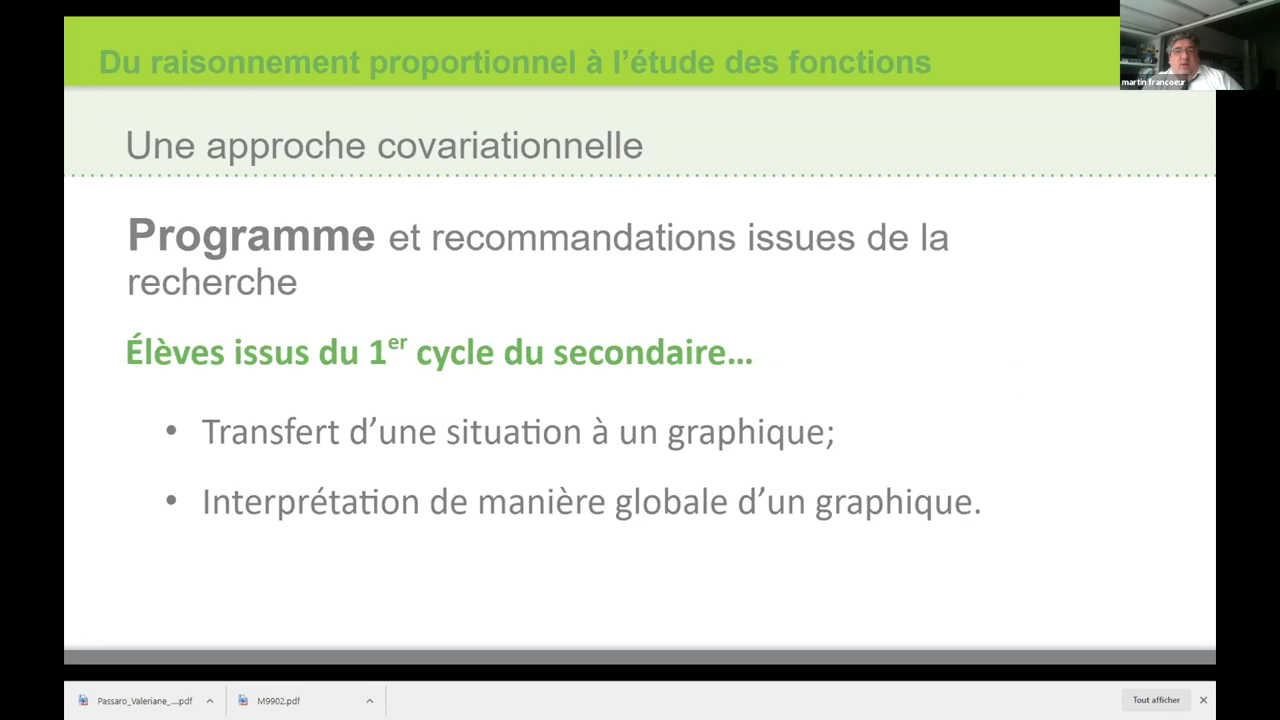 Du raisonnement proportionnel à l’étude des fonctions
martin francoeur
Une approche covariationnelle
Programme et recommandations issues de la
recherche
Élèves issus du 1er cycle du secondaire…
• Transfert d’une situation à un graphique;
• Interprétation de manière globale d’un graphique.
Passaro_Valeriane_....pdf
M9902.pdf
Tout afficher